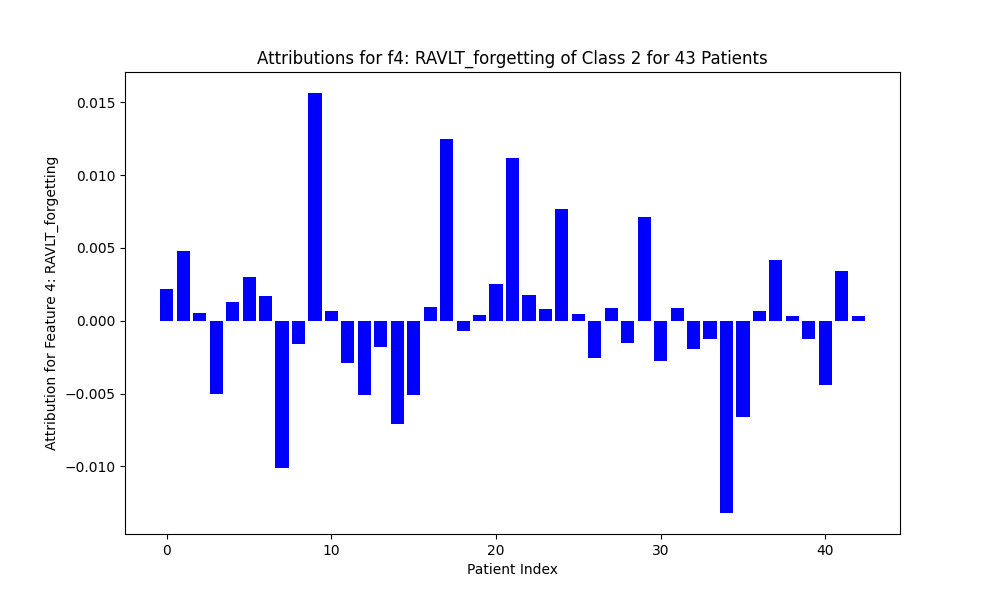 Attributions for f4: RAVLT_forgetting of Class 2 for 43 Patients
Attribution for Feature 4: RAVLT_forgetting
0.015
0.010
0.005
0.000
−0.005
−0.010
0 10 20 30 40
Patient Index